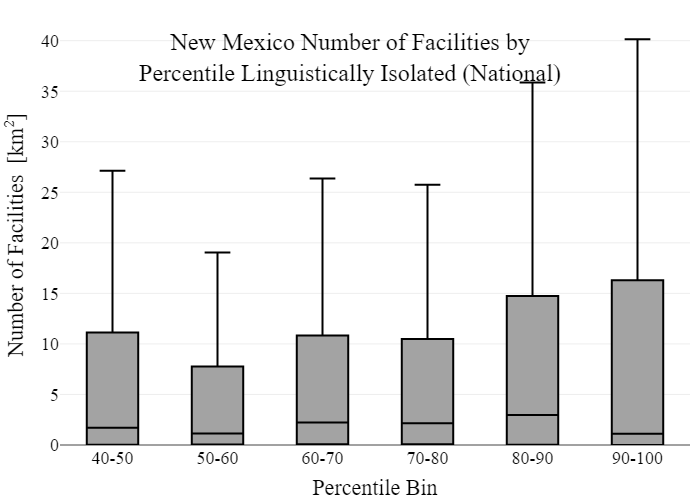 New Mexico Number of Facilities by
Percentile Linguistically Isolated (National)
Number of Facilities [km²]
40
35
30
25
20
15
10
5
0
40-50 50-60 60-70 70-80 80-90 90-100
Percentile Bin